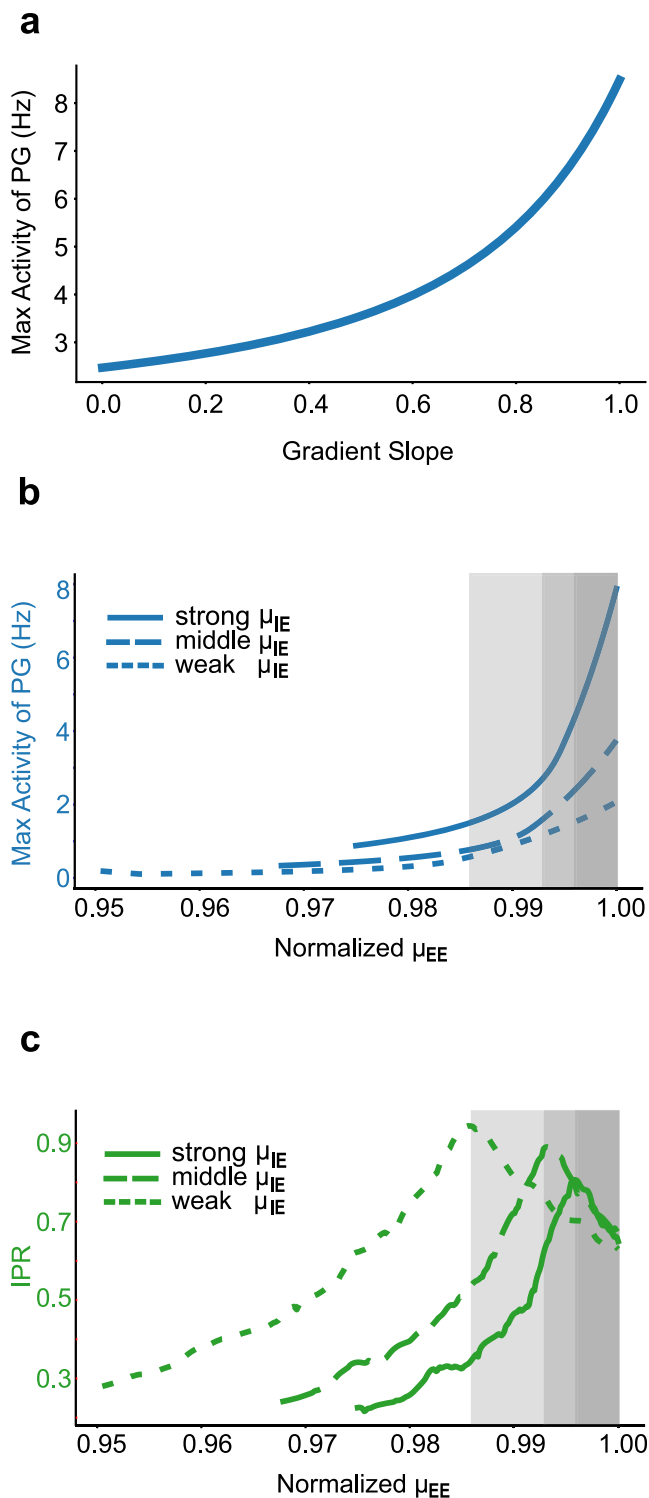 a
Max Activity of PG (Hz)
8
7
6
5
4
3
0.0 0.2 0.4 0.6 0.8 1.0
Gradient Slope
b
Max Activity of PG (Hz)
8
6
4
2
0
strong μIE
middle μIE
weak μIE
0.95 0.96 0.97 0.98 0.99 1.00
Normalized μEE
c
IPR
0.9
0.7
0.5
0.3
strong μIE
middle μIE
weak μIE
0.95 0.96 0.97 0.98 0.99 1.00
Normalized μEE